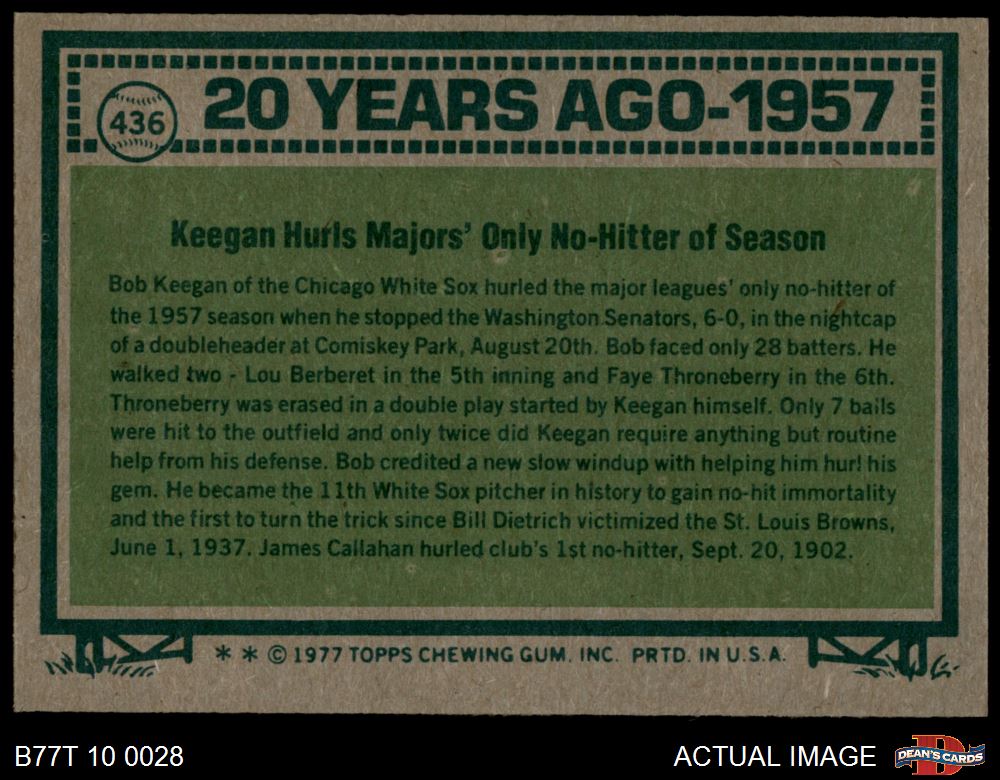 436
20 YEARS AGO-1957
Keegan Hurls Majors' Only No-Hitter of Season
Bob Keegan of the Chicago White Sox hurled the major leagues' only no-hitter of
the 1957 season when he stopped the Washington Senators, 6-0, in the nightcap
of a doubleheader at Comiskey Park, August 20th. Bob faced only 28 batters. He
walked two - Lou Berberet in the 5th inning and Faye Throneberry in the 6th.
Throneberry was erased in a double play started by Keegan himself. Only 7 balls
were hit to the outfield and only twice did Keegan require anything but routine
help from his defense. Bob credited a new slow windup with helping him hurl his
gem. He became the 11th White Sox pitcher in history to gain no-hit immortality
and the first to turn the trick since Bill Dietrich victimized the St. Louis Browns,
June 1, 1937. James Callahan hurled club's 1st no-hitter, Sept. 20, 1902.
* * © 1977 TOPPS CHEWING GUM, INC. PRTD. IN U.S.A.
B77T 10 0028
ACTUAL IMAGE
D
DEAN'S CARDS